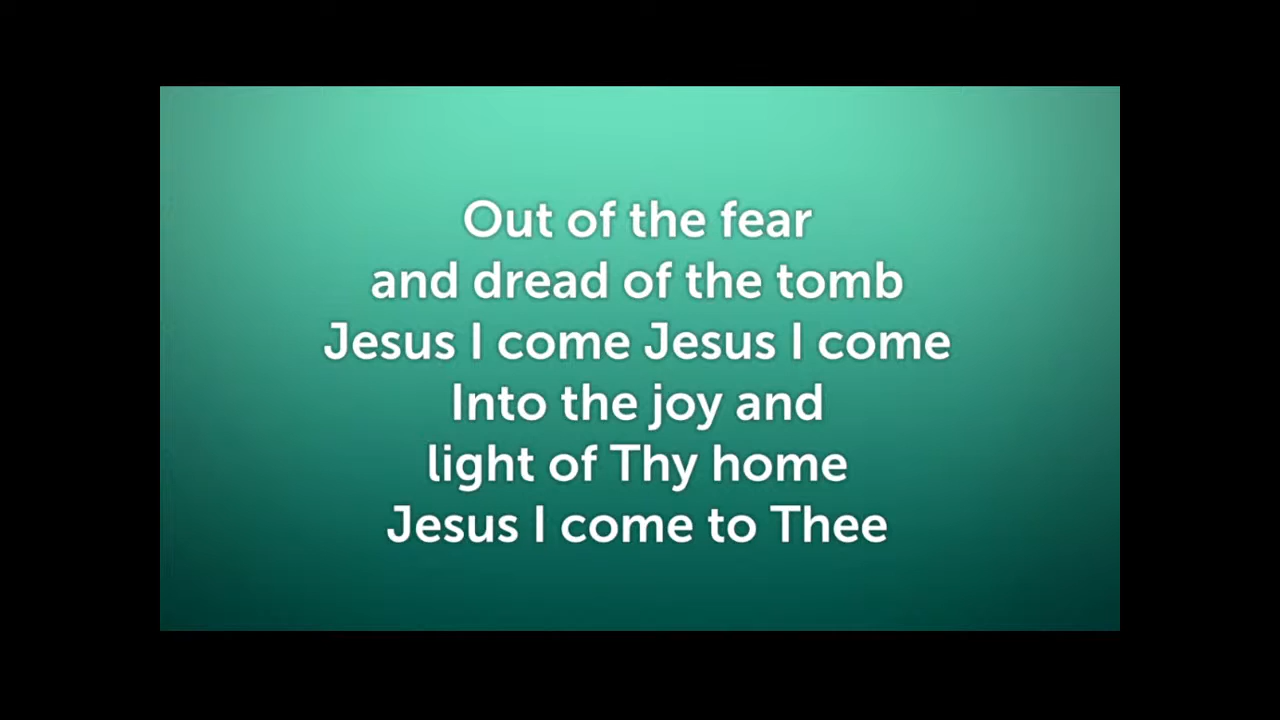 Out of the fear
and dread of the tomb
Jesus I come Jesus I come
Into the joy and
light of Thy home
Jesus I come to Thee